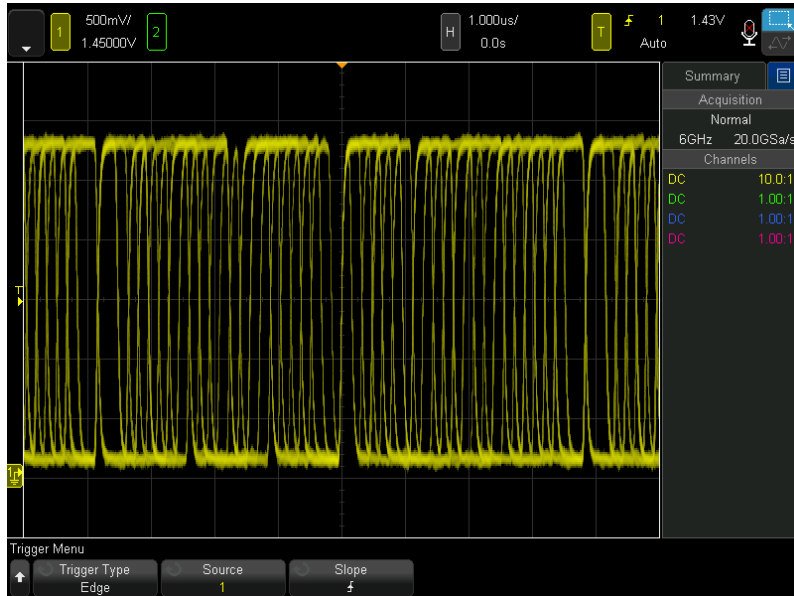 1 500mV/ 2 H 1.000us/ T 1 1.43V
1.45000V 0.0s Auto
Summary
Acquisition
Normal
6GHz 20.0GSa/s
Channels
DC 10.0:1
DC 1.00:1
DC 1.00:1
DC 1.00:1
T
1
Trigger Menu
Trigger Type Source Slope
Edge 1